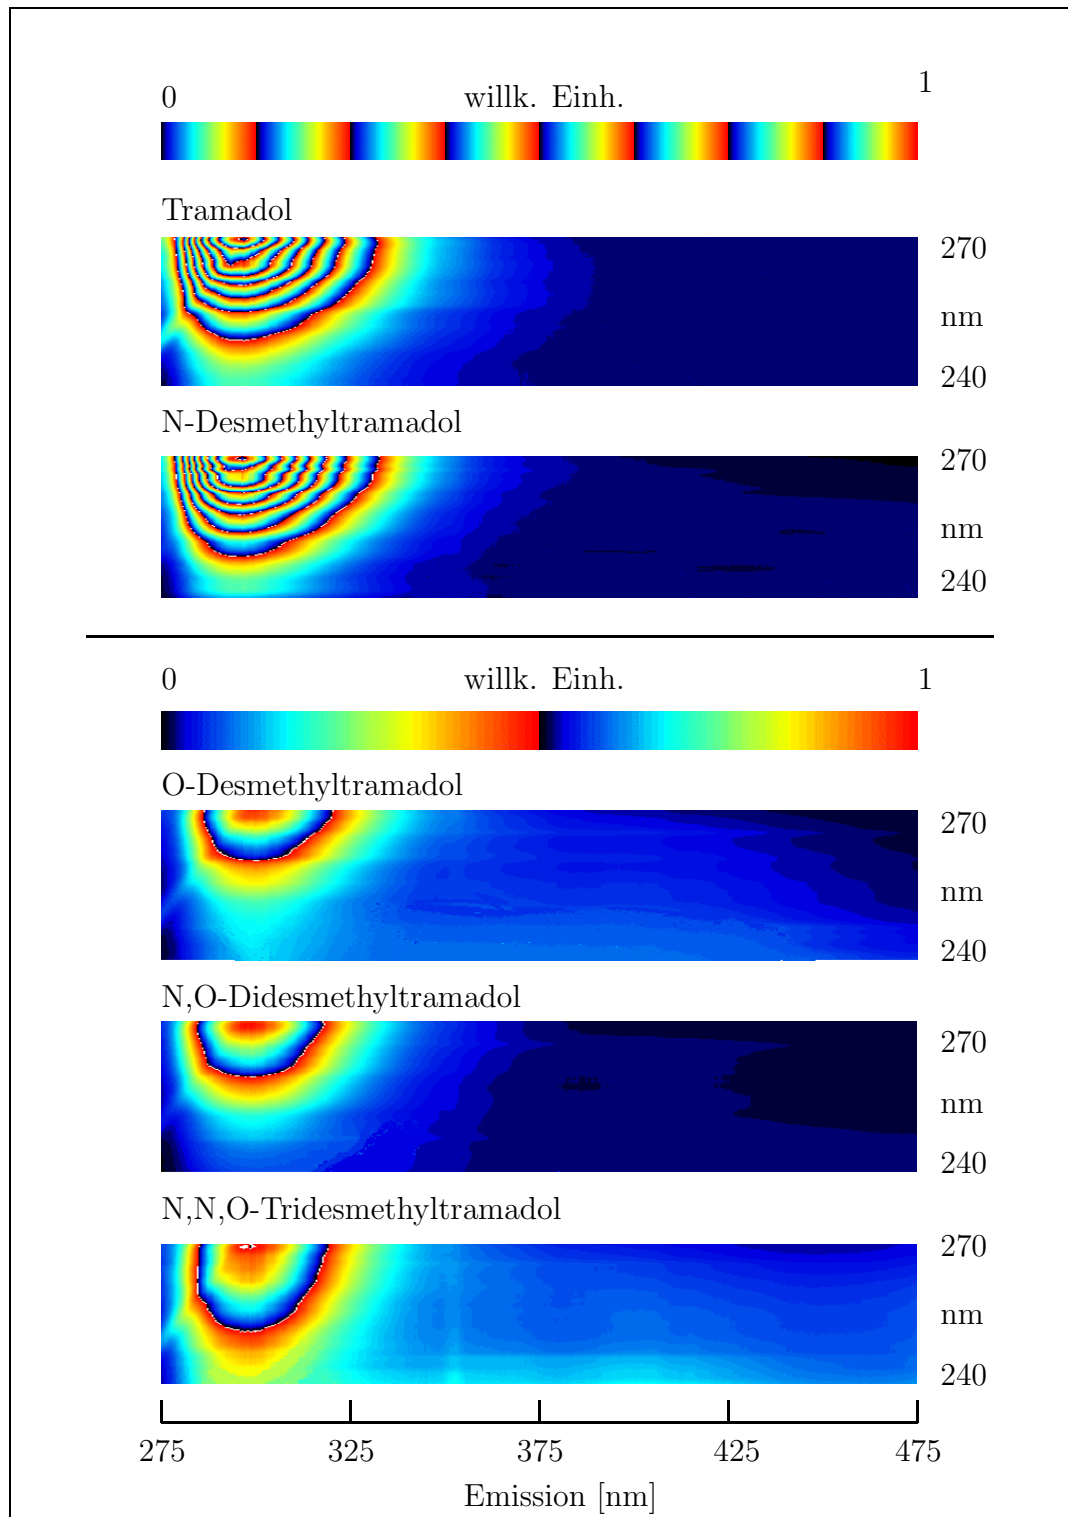 0 willk. Einh. 1
Tramadol
270
nm
240
N-Desmethyltramadol
270
nm
240
0 willk. Einh. 1
O-Desmethyltramadol
270
nm
240
N,O-Didesmethyltramadol
270
nm
240
N,N,O-Tridesmethyltramadol
270
nm
240
275 325 375 425 475
Emission [nm]